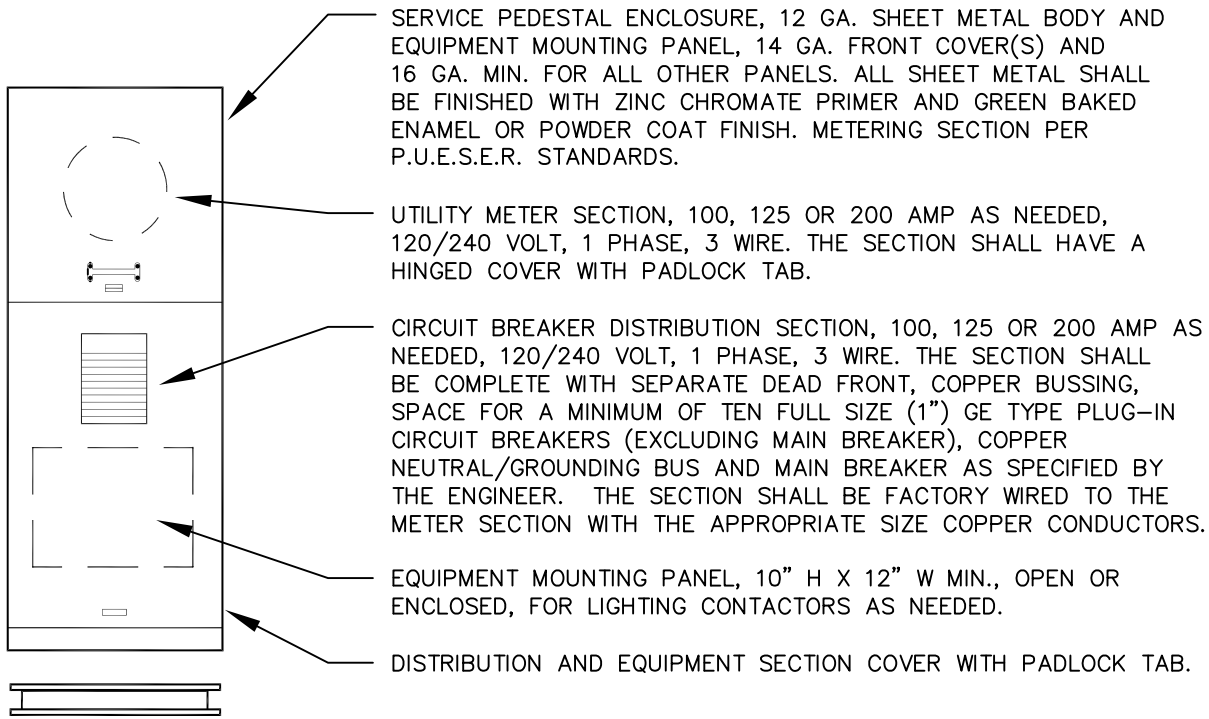 SERVICE PEDESTAL ENCLOSURE, 12 GA. SHEET METAL BODY AND
EQUIPMENT MOUNTING PANEL, 14 GA. FRONT COVER(S) AND
16 GA. MIN. FOR ALL OTHER PANELS. ALL SHEET METAL SHALL
BE FINISHED WITH ZINC CHROMATE PRIMER AND GREEN BAKED
ENAMEL OR POWDER COAT FINISH. METERING SECTION PER
P.U.E.S.E.R. STANDARDS.
UTILITY METER SECTION, 100, 125 OR 200 AMP AS NEEDED,
120/240 VOLT, 1 PHASE, 3 WIRE. THE SECTION SHALL HAVE A
HINGED COVER WITH PADLOCK TAB.
CIRCUIT BREAKER DISTRIBUTION SECTION, 100, 125 OR 200 AMP AS
NEEDED, 120/240 VOLT, 1 PHASE, 3 WIRE. THE SECTION SHALL
BE COMPLETE WITH SEPARATE DEAD FRONT, COPPER BUSSING,
SPACE FOR A MINIMUM OF TEN FULL SIZE (1") GE TYPE PLUG-IN
CIRCUIT BREAKERS (EXCLUDING MAIN BREAKER), COPPER
NEUTRAL/GROUNDING BUS AND MAIN BREAKER AS SPECIFIED BY
THE ENGINEER.  THE SECTION SHALL BE FACTORY WIRED TO THE
METER SECTION WITH THE APPROPRIATE SIZE COPPER CONDUCTORS.
EQUIPMENT MOUNTING PANEL, 10" H X 12" W MIN., OPEN OR
ENCLOSED, FOR LIGHTING CONTACTORS AS NEEDED.
DISTRIBUTION AND EQUIPMENT SECTION COVER WITH PADLOCK TAB.